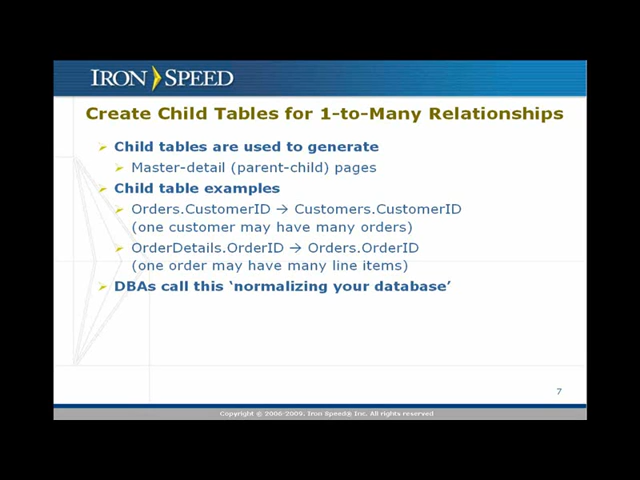 IRON SPEED
Create Child Tables for 1-to-Many Relationships
Child tables are used to generate
Master-detail (parent-child) pages
Child table examples
Orders.CustomerID → Customers.CustomerID
(one customer may have many orders)
OrderDetails.OrderID → Orders.OrderID
(one order may have many line items)
DBAs call this ‘normalizing your database’
7
Copyright © 2006-2009. Iron Speed® Inc. All rights reserved